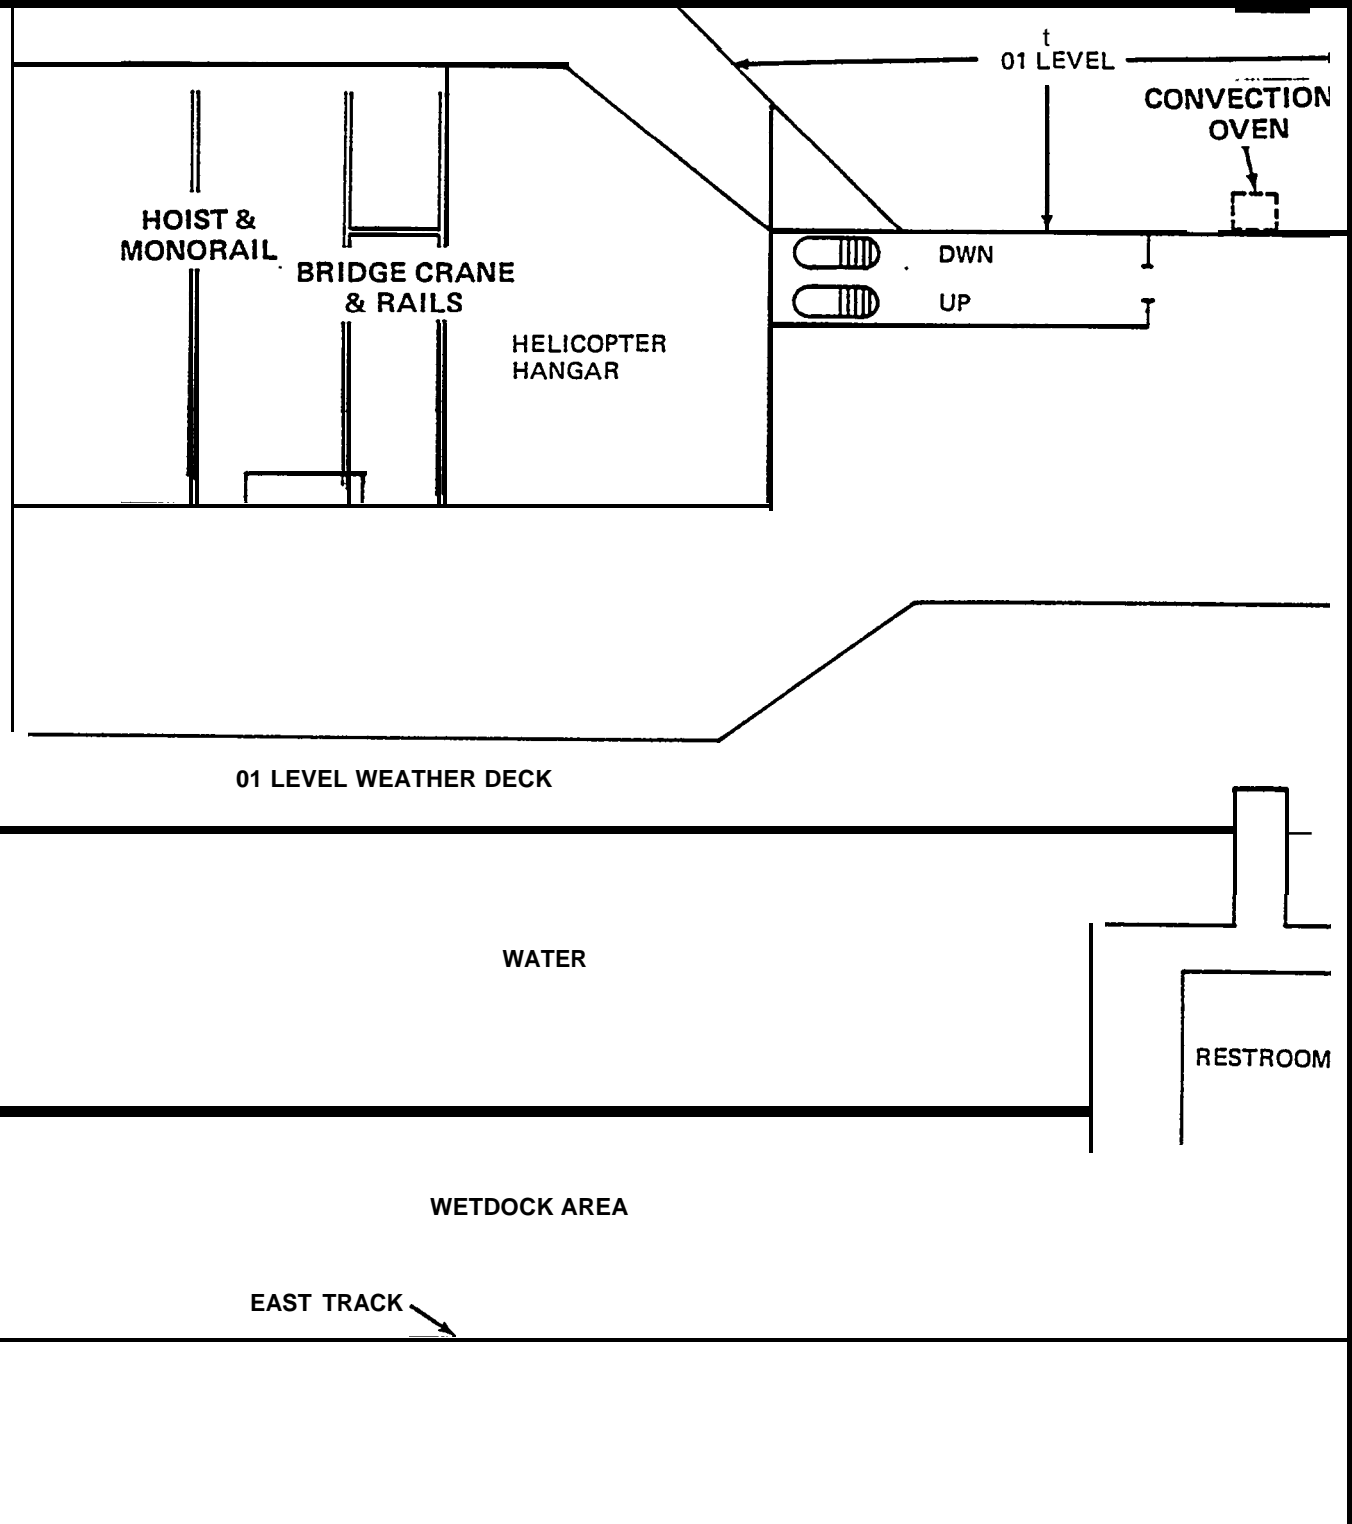 t
01 LEVEL
CONVECTION
OVEN
HOIST &
MONORAIL
BRIDGE CRANE
& RAILS
DWN
UP
HELICOPTER
HANGAR
01 LEVEL WEATHER DECK
WATER
RESTROOM
WETDOCK AREA
EAST TRACK